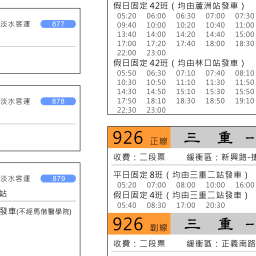 淡水客運 877
淡水客運 878
淡水客運 879
站
發車(不經馬偕醫學院)
假日固定42班(均由蘆洲站發車)
05:20 06:00 06:30 07:00 07:30
09:40 10:00 10:20 10:40 11:00
13:40 14:00 14:20 15:00 15:40
17:00 17:20 17:40 18:00 18:30
22:40 23:00
假日固定42班(均由林口站發車)
05:50 06:30 07:10 07:40 08:10
10:30 10:50 11:10 11:30 11:50
14:30 14:50 15:10 15:30 15:50
17:50 18:10 18:30 18:50 19:10
22:30 23:00
926 正線 三 重 -
收費:二段票 緩衝區:新興路-捷
平日固定8班(均由三重二站發車)
05:20 07:00 08:00 10:00 16:00
假日固定4班(均由三重二站發車)
05:40 08:30 17:00 20:30
926 副線 三 重 -
收費:二段票 緩衝區:正義南路